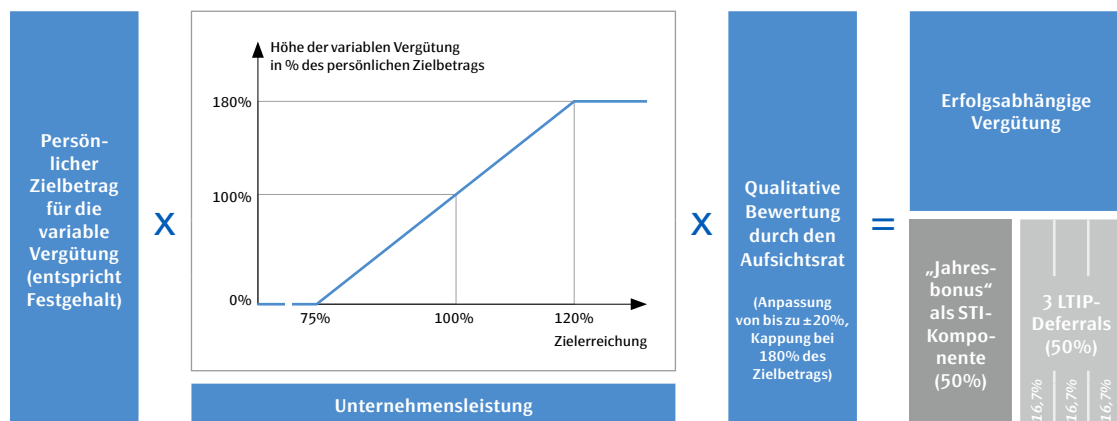 Persön-
licher
Zielbetrag
für die
variable
Vergütung
(entspricht
Festgehalt)
x
Höhe der variablen Vergütung
in % des persönlichen Zielbetrags
180%
100%
0%
75%
100%
120%
Zielerreichung
Unternehmensleistung
x
Qualitative
Bewertung
durch den
Aufsichtsrat
(Anpassung
von bis zu ±20%,
Kappung bei
180% des
Zielbetrags)
=
Erfolgsabhängige
Vergütung
„Jahres-
bonus“
als STI-
Kompo-
nente
(50%)
3 LTIP-
Deferrals
(50%)
16,7%
16,7%
16,7%